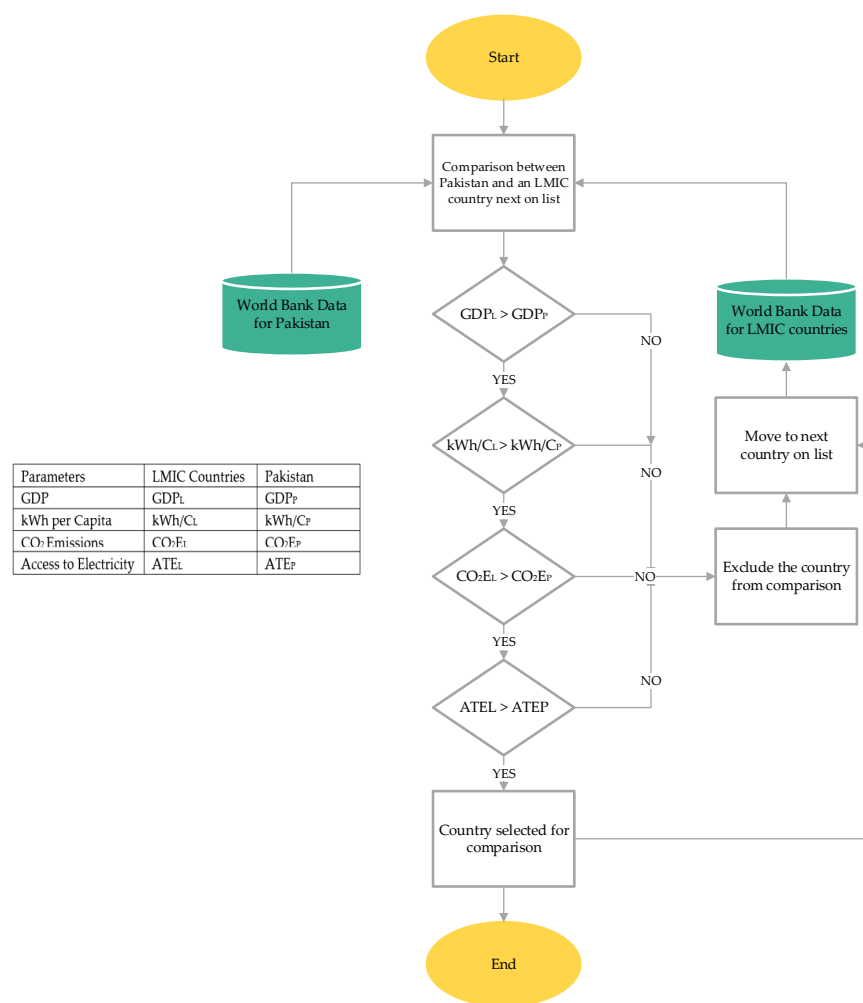 Start
Comparison between
Pakistan and an LMIC
country next on list
World Bank Data
for Pakistan
GDPL > GDPP
World Bank Data
for LMIC countries
NO
YES
kWh/CL > kWh/CP
Move to next
country on list
NO
Parameters LMIC Countries Pakistan
GDP GDPL GDPP
kWh per Capita kWh/CL kWh/CP
CO2 Emissions CO2EL CO2EP
Access to Electricity ATEL ATEP
YES
CO2EL > CO2EP
NO
Exclude the country
from comparison
YES
NO
ATEL > ATEP
YES
Country selected for
comparison
End